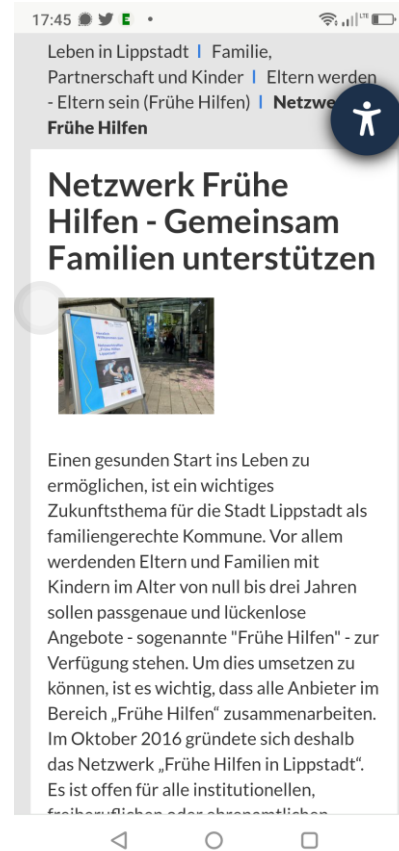 17:45
Leben in Lippstadt | Familie,
Partnerschaft und Kinder | Eltern werden
- Eltern sein (Frühe Hilfen) |
Frühe Hilfen
Netzwerk Frühe
Hilfen - Gemeinsam
Familien unterstützen
Einen gesunden Start ins Leben zu
ermöglichen, ist ein wichtiges
Zukunftsthema für die Stadt Lippstadt als
familiengerechte Kommune. Vor allem
werdenden Eltern und Familien mit
Kindern im Alter von null bis drei Jahren
sollen passgenaue und lückenlose
Angebote - sogenannte "Frühe Hilfen" - zur
Verfügung stehen. Um dies umsetzen zu
können, ist es wichtig, dass alle Anbieter im
Bereich „Frühe Hilfen“ zusammenarbeiten.
Im Oktober 2016 gründete sich deshalb
das Netzwerk „Frühe Hilfen in Lippstadt“.
Es ist offen für alle institutionellen,